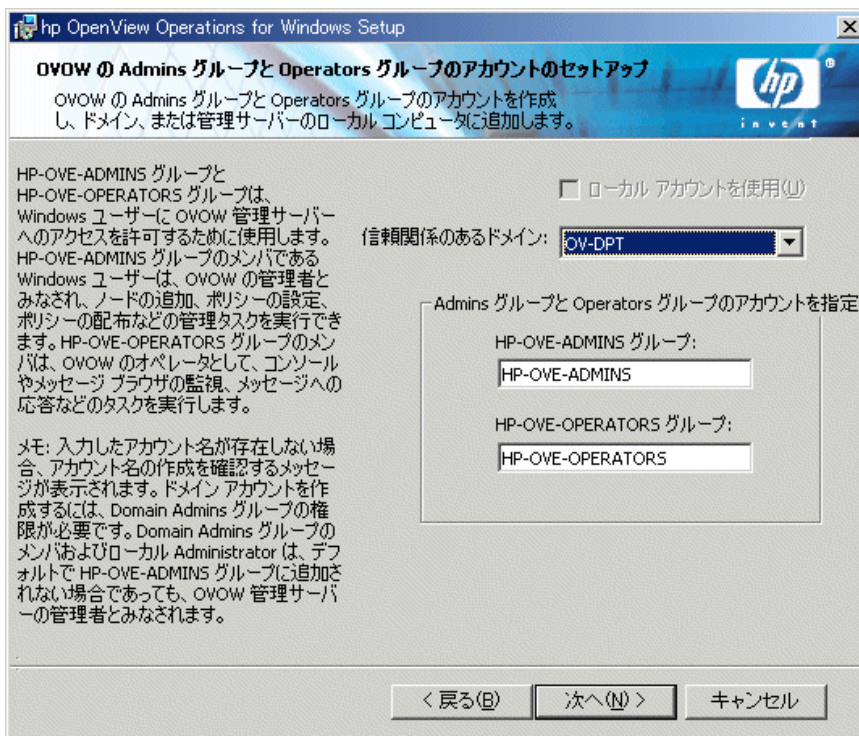 hp OpenView Operations for Windows Setup
OVOW の Admins グループと Operators グループのアカウントのセットアップ
OVOW の Admins グループと Operators グループのアカウントを作成
し、ドメイン、または管理サーバーのローカル コンピュータに追加します。
hp
®
invent
HP-OVE-ADMINS グループと
HP-OVE-OPERATORS グループは、
Windows ユーザーに OVOW 管理サーバー
へのアクセスを許可するために使用します。
HP-OVE-ADMINS グループのメンバである
Windows ユーザーは、OVOW の管理者と
みなされ、ノードの追加、ポリシーの設定、
ポリシーの配布などの管理タスクを実行でき
ます。HP-OVE-OPERATORS グループのメン
バは、OVOW のオペレータとして、コンソール
やメッセージ ブラウザの監視、メッセージへの
応答などのタスクを実行します。
メモ: 入力したアカウント名が存在しない場
合、アカウント名の作成を確認するメッセー
ジが表示されます。ドメイン アカウントを作
成するには、Domain Admins グループの権
限が必要です。Domain Admins グループの
メンバおよびローカル Administrator は、デフ
ォルトで HP-OVE-ADMINS グループに追加さ
れない場合であっても、OVOW 管理サーバ
ーの管理者とみなされます。
ローカル アカウントを使用(U)
信頼関係のあるドメイン: OV-DPT
Admins グループと Operators グループのアカウントを指定
HP-OVE-ADMINS グループ:
HP-OVE-ADMINS
HP-OVE-OPERATORS グループ:
HP-OVE-OPERATORS
< 戻る(B) 次へ(N) > キャンセル